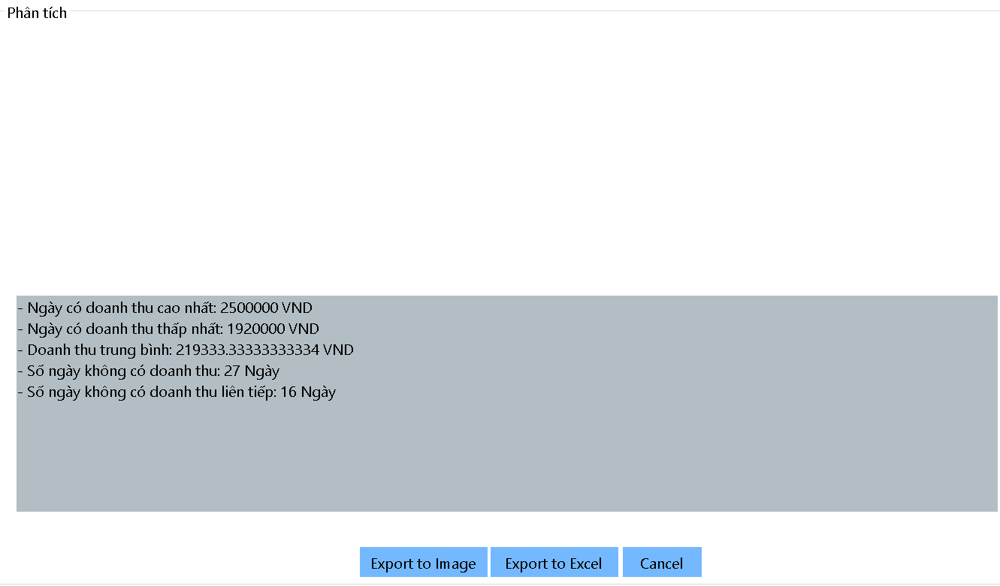 Phân tích
- Ngày có doanh thu cao nhất: 2500000 VND
- Ngày có doanh thu thấp nhất: 1920000 VND
- Doanh thu trung bình: 219333.33333333334 VND
- Số ngày không có doanh thu: 27 Ngày
- Số ngày không có doanh thu liên tiếp: 16 Ngày
Export to Image
Export to Excel
Cancel